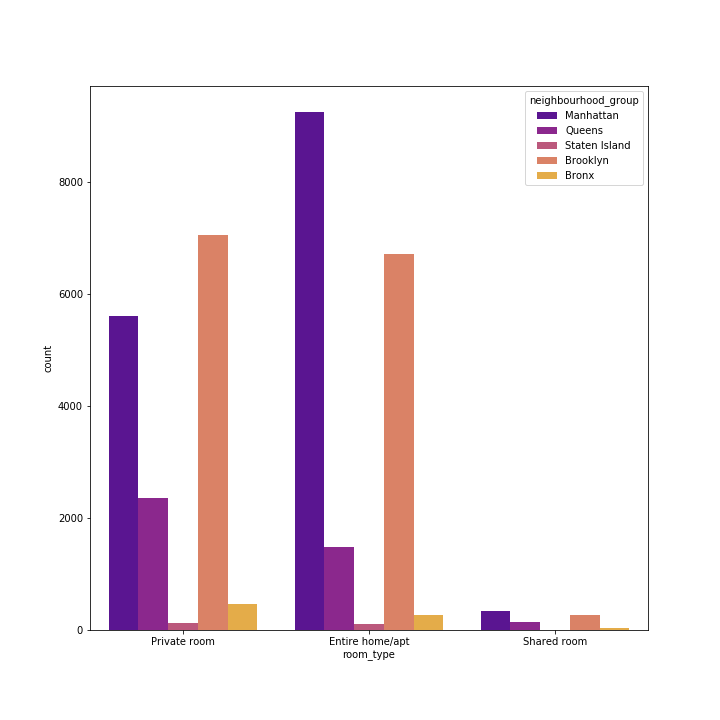 neighbourhood_group
Manhattan
Queens
Staten Island
Brooklyn
Bronx
8000
6000
4000
2000
0
count
Private room
Entire home/apt
Shared room
room_type